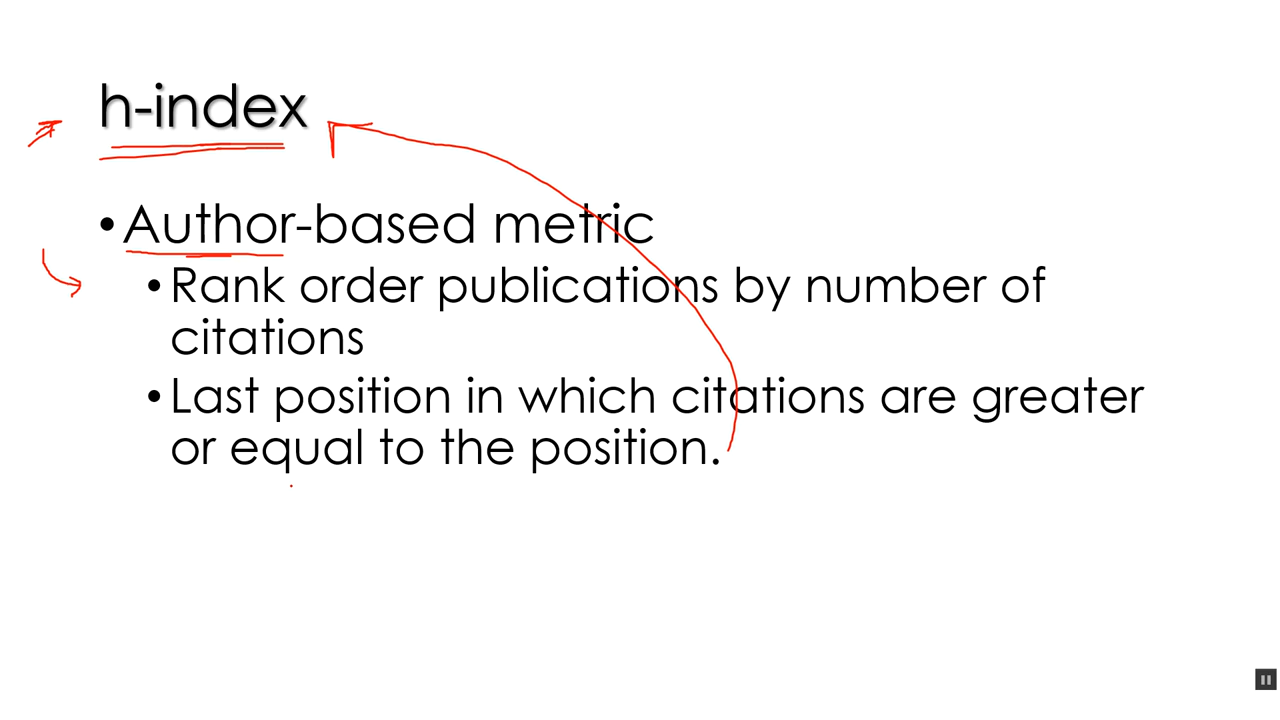 h-index
• Author-based metric
• Rank order publications by number of
citations
• Last position in which citations are greater
or equal to the position.